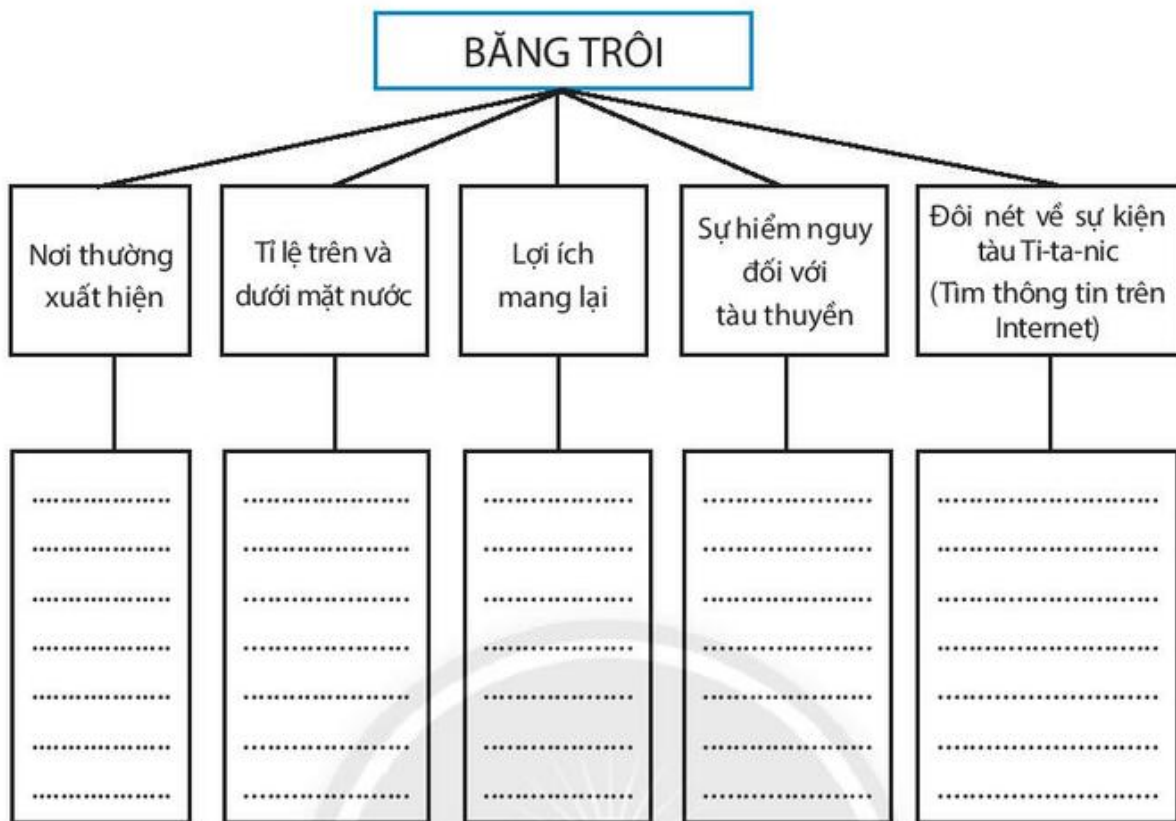 BĂNG TRÔI
Nơi thường
xuất hiện
Tỉ lệ trên và
dưới mặt nước
Lợi ích
mang lại
Sự hiểm nguy
đối với
tàu thuyền
Đôi nét về sự kiện
tàu Ti-ta-nic
(Tìm thông tin trên
Internet)